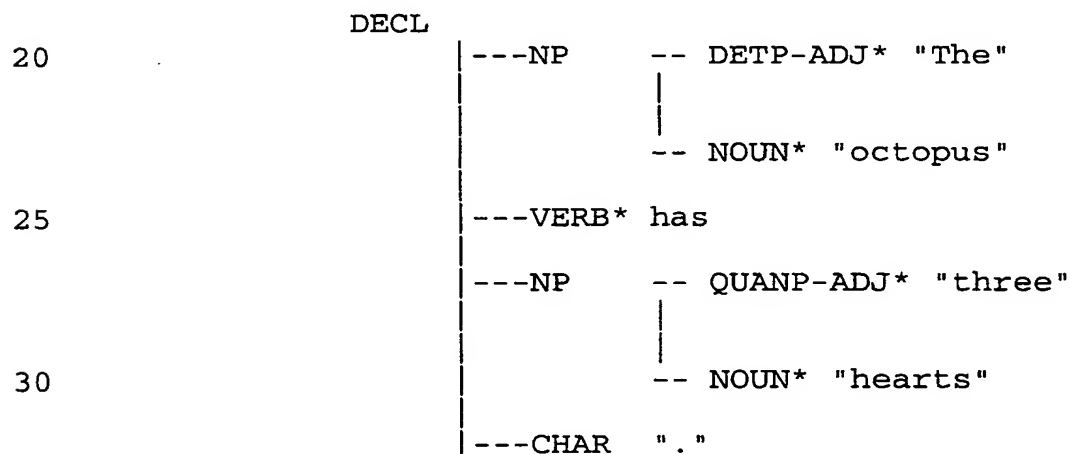 DECL
20 ---NP -- DETP-ADJ* "The"
-- NOUN* "octopus"
25 ---VERB* has
---NP -- QUANP-ADJ* "three"
30 -- NOUN* "hearts"
---CHAR "."